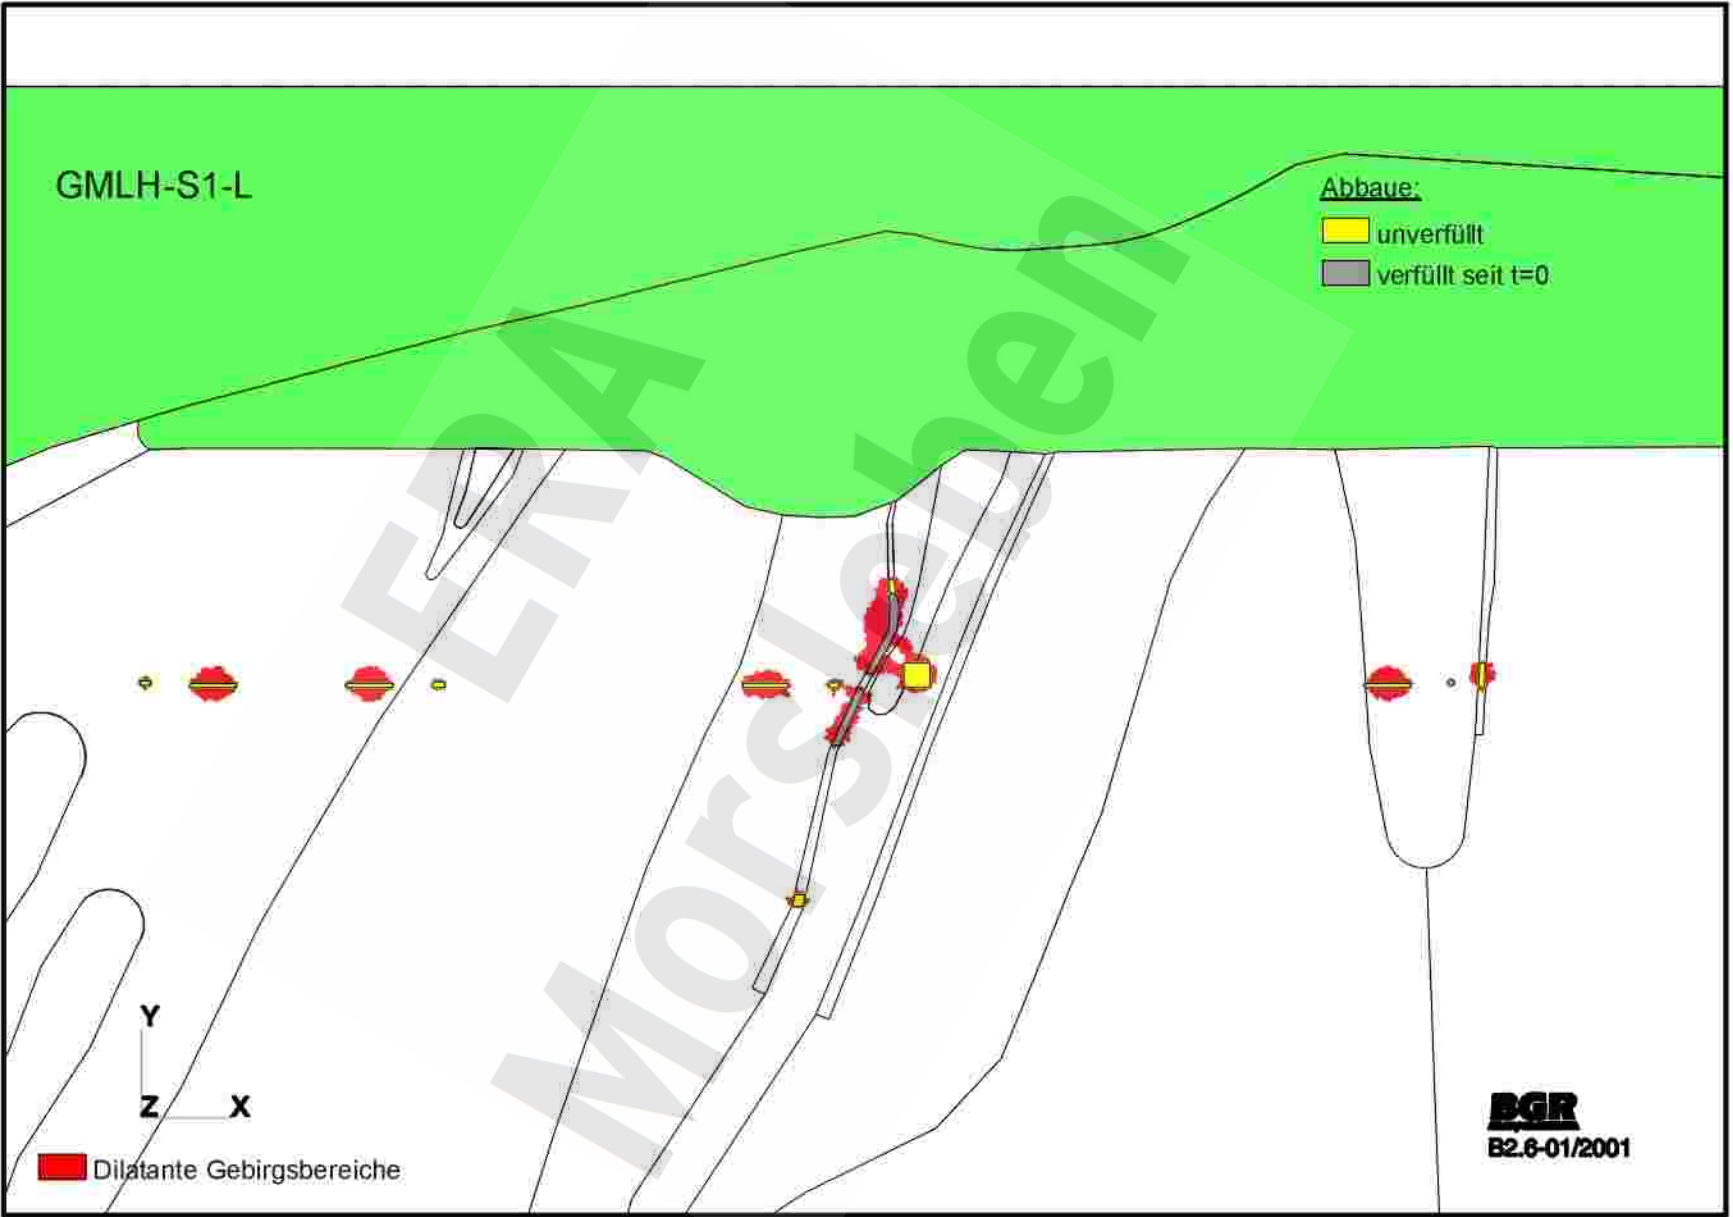 GMLH-S1-L
Abbaue:
unverfüllt
verfüllt seit t=0
ERA
Morsleben
Y
Z X
Dilatante Gebirgsbereiche
BGR
B2.6-01/2001